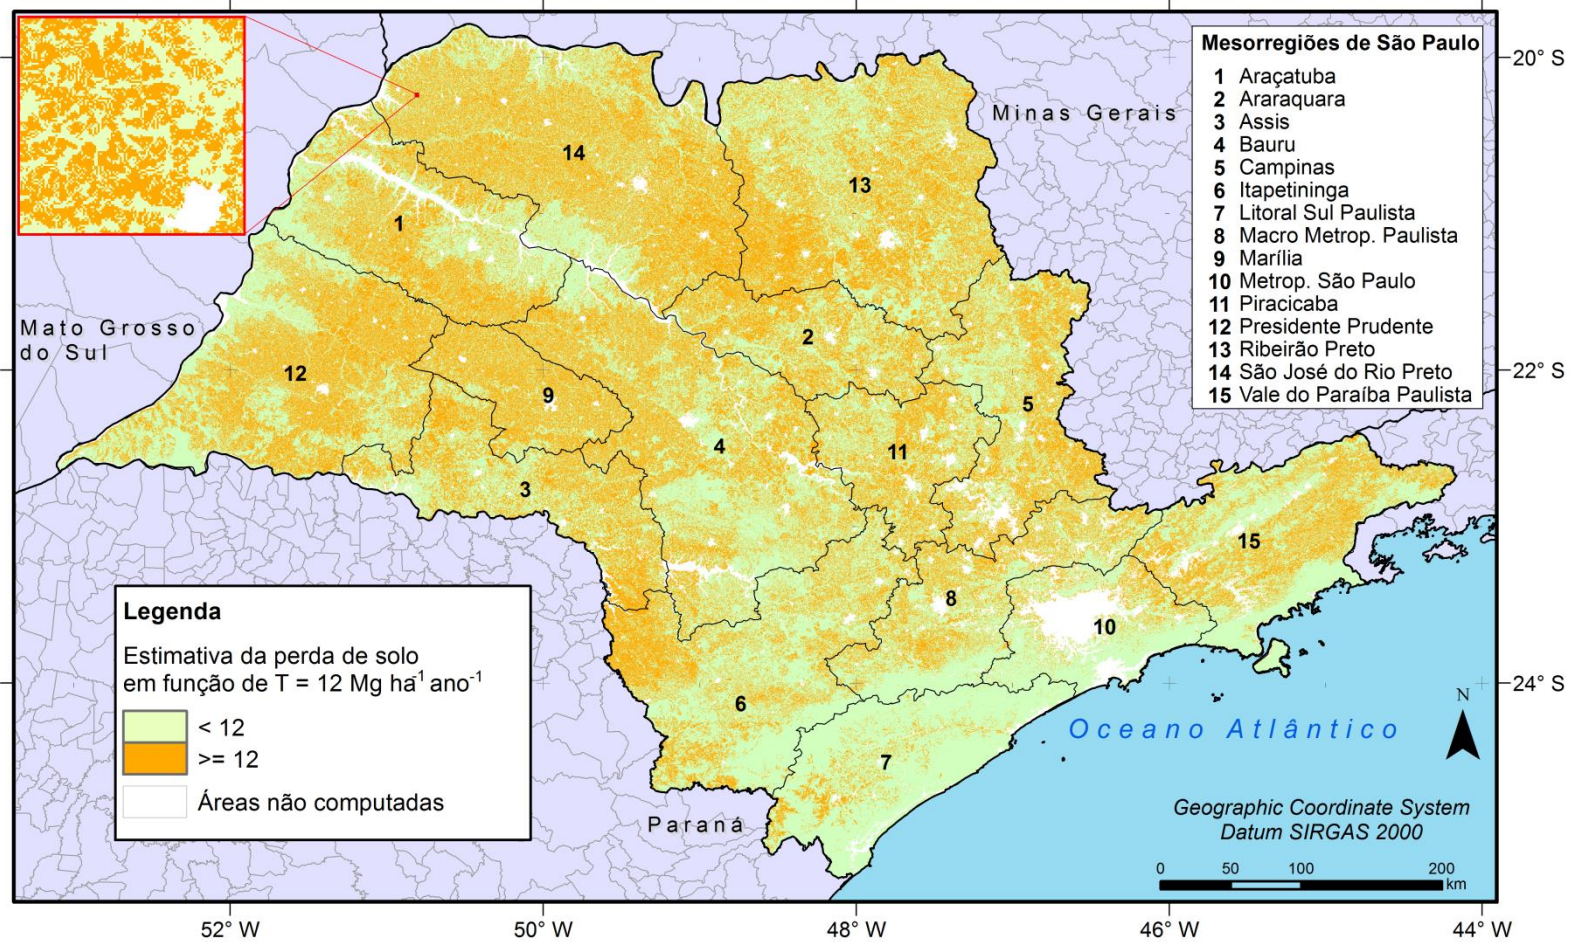 Mesorregiões de São Paulo
1 Araçatuba
2 Araraquara
3 Assis
4 Bauru
5 Campinas
6 Itapetininga
7 Litoral Sul Paulista
8 Macro Metrop. Paulista
9 Marília
10 Metrop. São Paulo
11 Piracicaba
12 Presidente Prudente
13 Ribeirão Preto
14 São José do Rio Preto
15 Vale do Paraíba Paulista
20° S
22° S
24° S
Minas Gerais
Mato Grosso
do Sul
14
13
1
2
12
9
5
4
11
3
15
8
10
6
7
Legenda
Estimativa da perda de solo
em função de T = 12 Mg ha-1 ano-1
< 12
>= 12
Áreas não computadas
Paraná
Oceano Atlântico
N
Geographic Coordinate System
Datum SIRGAS 2000
0 50 100 200
km
52° W 50° W 48° W 46° W 44° W